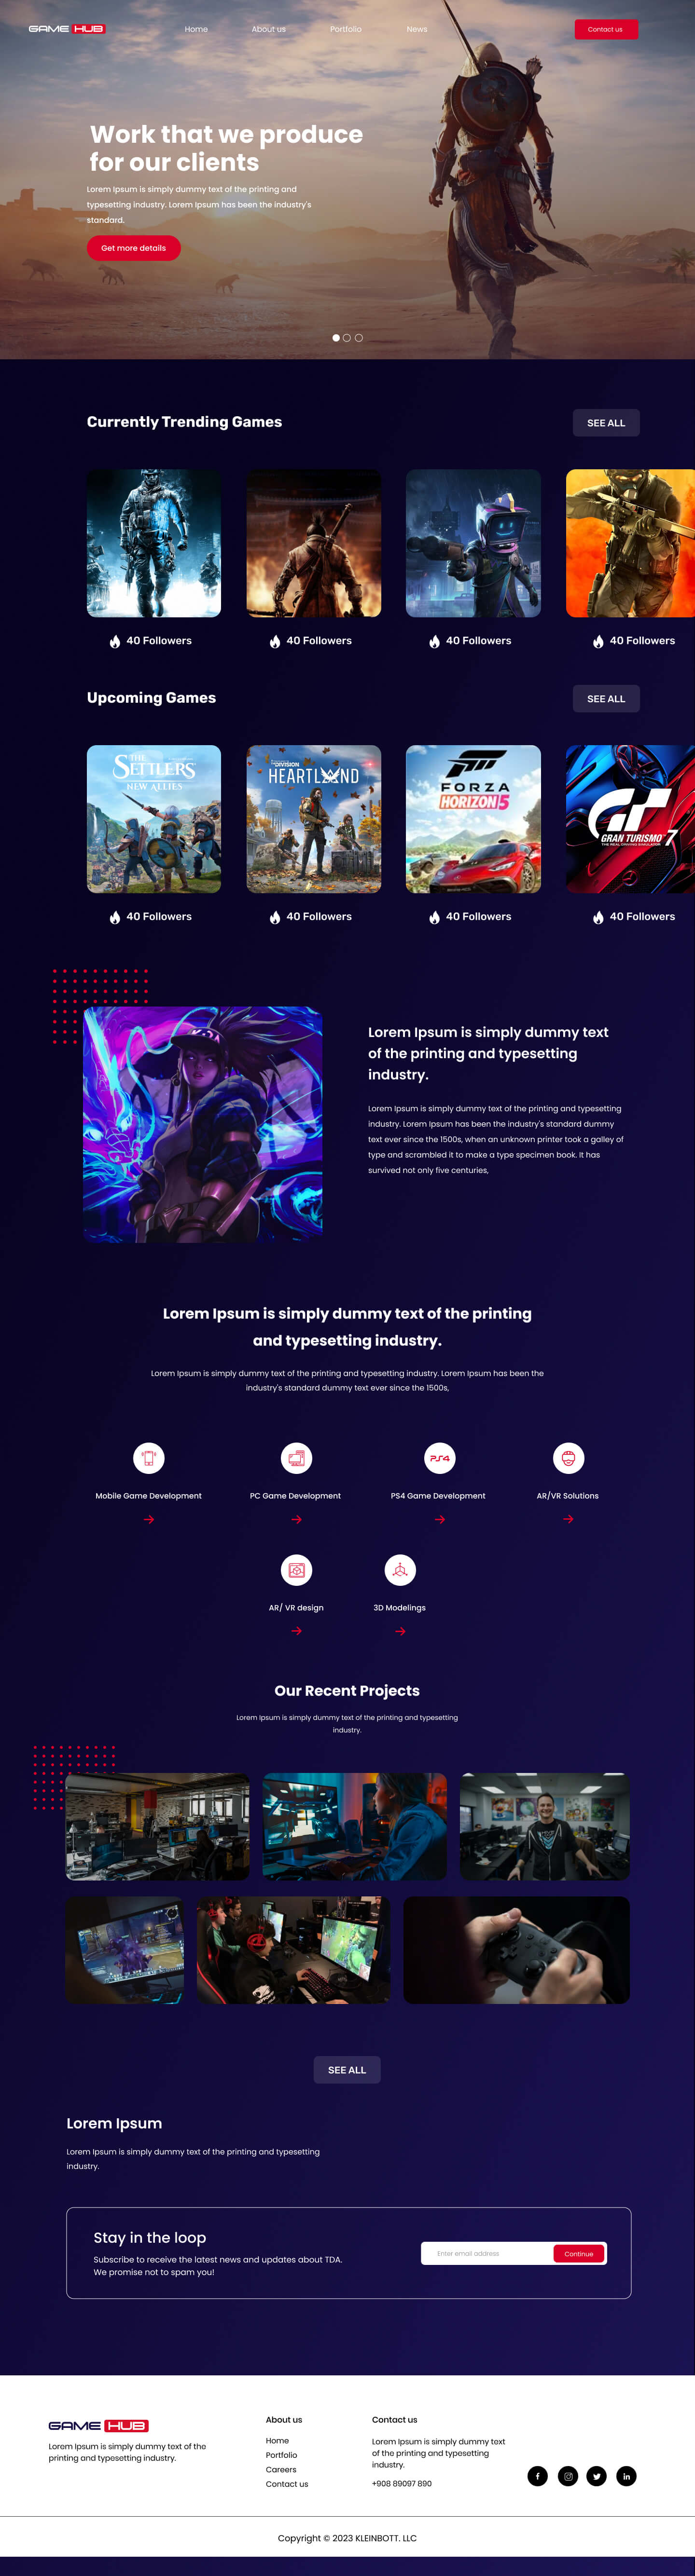 GAME HUB
Home
About us
Portfolio
News
Contact us
Work that we produce
for our clients
Lorem Ipsum is simply dummy text of the printing and
typesetting industry. Lorem Ipsum has been the industry's
standard.
Get more details
Currently Trending Games
SEE ALL
40 Followers
40 Followers
40 Followers
40 Followers
Upcoming Games
SEE ALL
THE
SETTLERS
NEW ALLIES
DIVISION
HEARTLAND
FORZA
HORIZON 5
GT
GRAN TURISMO 7
THE REAL DRIVING SIMULATOR
40 Followers
40 Followers
40 Followers
40 Followers
Lorem Ipsum is simply dummy text
of the printing and typesetting
industry.
Lorem Ipsum is simply dummy text of the printing and typesetting
industry. Lorem Ipsum has been the industry's standard dummy
text ever since the 1500s, when an unknown printer took a galley of
type and scrambled it to make a type specimen book. It has
survived not only five centuries,
Lorem Ipsum is simply dummy text of the printing
and typesetting industry.
Lorem Ipsum is simply dummy text of the printing and typesetting industry. Lorem Ipsum has been the
industry's standard dummy text ever since the 1500s,
PS4
Mobile Game Development
PC Game Development
PS4 Game Development
AR/VR Solutions
AR/ VR design
3D Modelings
Our Recent Projects
Lorem Ipsum is simply dummy text of the printing and typesetting
industry.
SEE ALL
Lorem Ipsum
Lorem Ipsum is simply dummy text of the printing and typesetting
industry.
Stay in the loop
Subscribe to receive the latest news and updates about TDA.
We promise not to spam you!
Enter email address
Continue
GAME HUB
Lorem Ipsum is simply dummy text of the
printing and typesetting industry.
About us
Home
Portfolio
Careers
Contact us
Contact us
Lorem Ipsum is simply dummy text
of the printing and typesetting
industry.
+908 89097 890
f
in
Copyright © 2023 KLEINBOTT. LLC